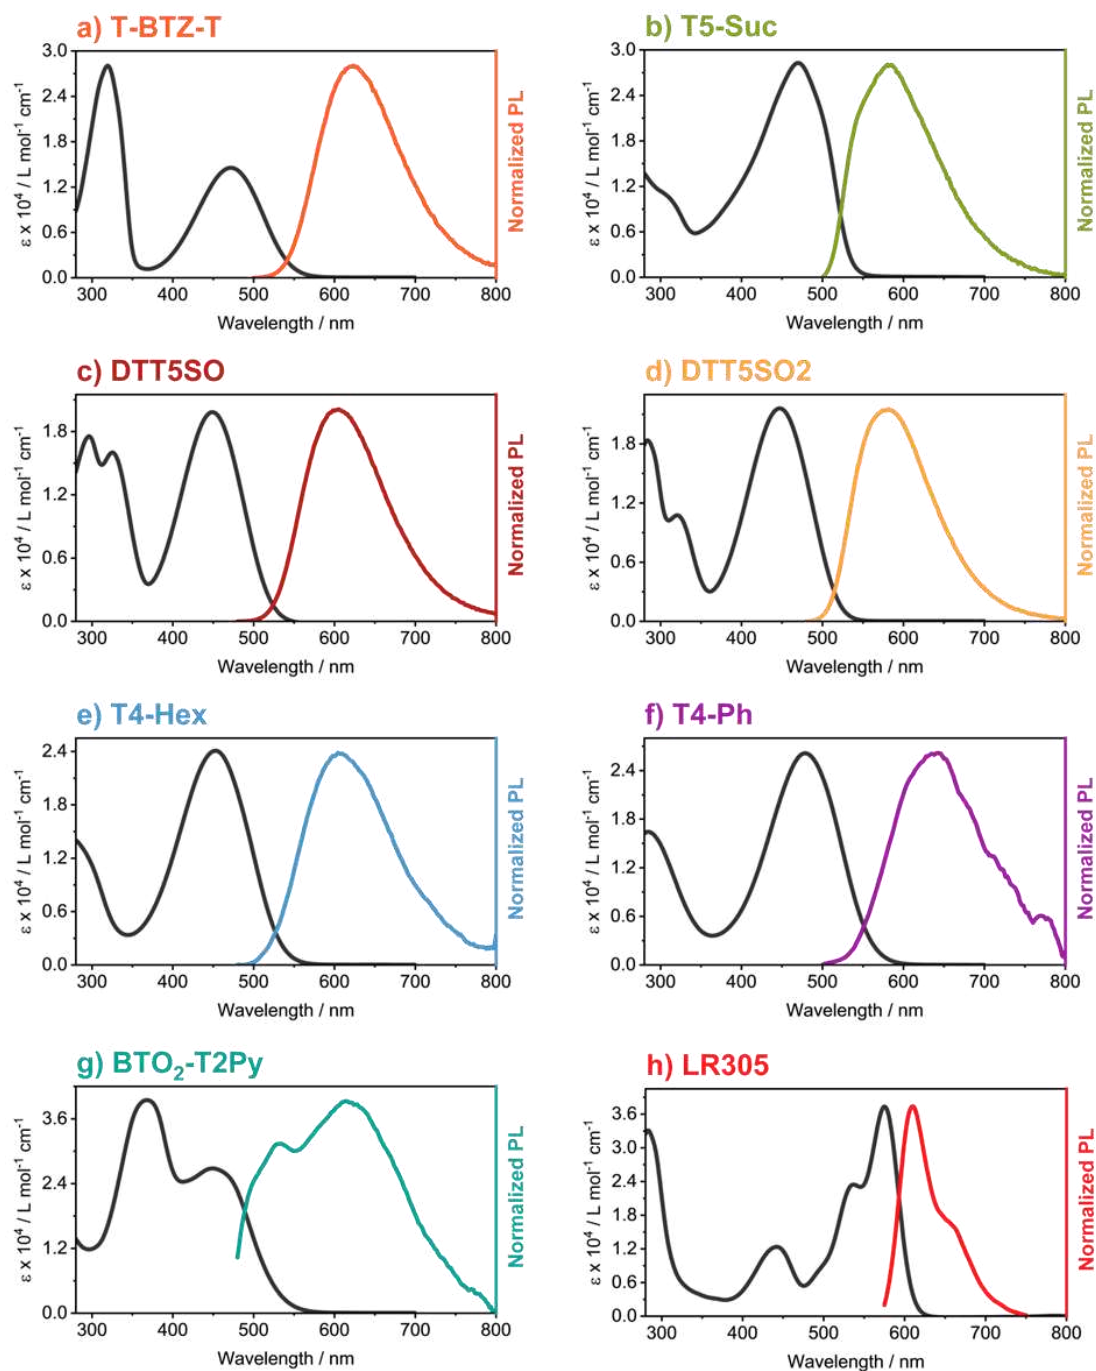 a) T-BTZ-T
3.0
2.4
1.8
1.2
0.6
0.0
ε x 10⁴ / L mol⁻¹ cm⁻¹
Normalized PL
300 400 500 600 700 800
Wavelength / nm
b) T5-Suc
3.0
2.4
1.8
1.2
0.6
0.0
ε x 10⁴ / L mol⁻¹ cm⁻¹
Normalized PL
300 400 500 600 700 800
Wavelength / nm
c) DTT5SO
1.8
1.2
0.6
0.0
ε x 10⁴ / L mol⁻¹ cm⁻¹
Normalized PL
300 400 500 600 700 800
Wavelength / nm
d) DTT5SO2
1.8
1.2
0.6
0.0
ε x 10⁴ / L mol⁻¹ cm⁻¹
Normalized PL
300 400 500 600 700 800
Wavelength / nm
e) T4-Hex
2.4
1.8
1.2
0.6
0.0
ε x 10⁴ / L mol⁻¹ cm⁻¹
Normalized PL
300 400 500 600 700 800
Wavelength / nm
f) T4-Ph
2.4
1.8
1.2
0.6
0.0
ε x 10⁴ / L mol⁻¹ cm⁻¹
Normalized PL
300 400 500 600 700 800
Wavelength / nm
g) BTO₂-T2Py
3.6
2.4
1.2
0.0
ε x 10⁴ / L mol⁻¹ cm⁻¹
Normalized PL
300 400 500 600 700 800
Wavelength / nm
h) LR305
3.6
3.0
2.4
1.8
1.2
0.6
0.0
ε x 10⁴ / L mol⁻¹ cm⁻¹
Normalized PL
300 400 500 600 700 800
Wavelength / nm